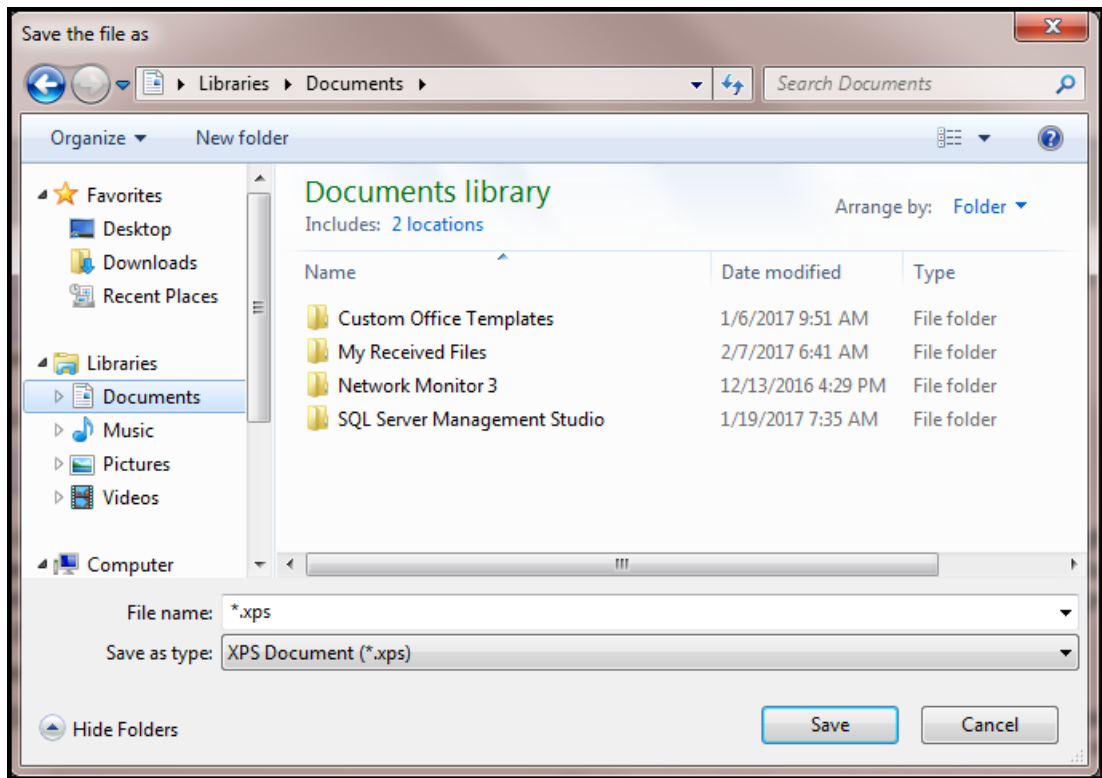 Save the file as
Libraries Documents
Search Documents
Organize New folder
Favorites
Desktop
Downloads
Recent Places
Libraries
Documents
Music
Pictures
Videos
Computer
Documents library
Includes: 2 locations
Arrange by: Folder
Name Date modified Type
Custom Office Templates 1/6/2017 9:51 AM File folder
My Received Files 2/7/2017 6:41 AM File folder
Network Monitor 3 12/13/2016 4:29 PM File folder
SQL Server Management Studio 1/19/2017 7:35 AM File folder
File name: *.xps
Save as type: XPS Document (*.xps)
Hide Folders
Save Cancel